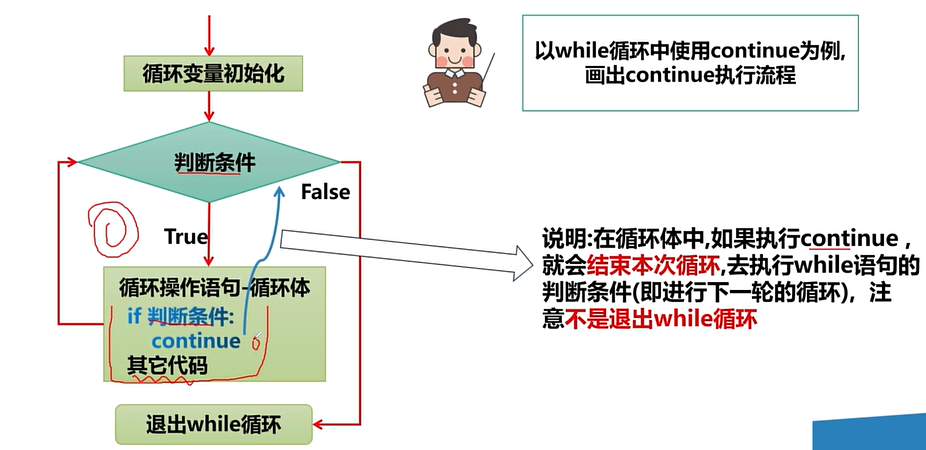 循环变量初始化
判断条件
False
True
循环操作语句-循环体
if 判断条件:
continue
其它代码
退出while循环
以while循环中使用continue为例,
画出continue执行流程
说明:在循环体中,如果执行continue ,
就会结束本次循环,去执行while语句的
判断条件(即进行下一轮的循建), 注
意不是退出while循环